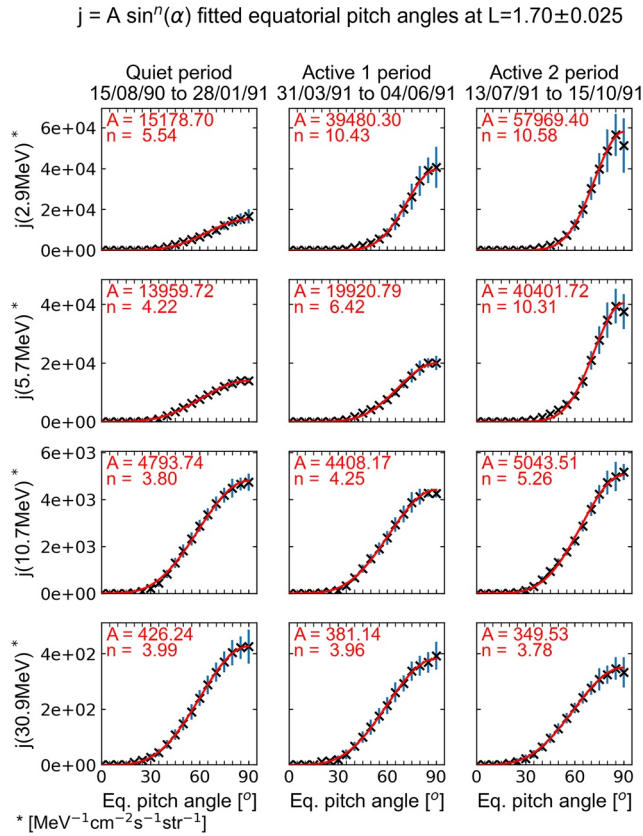 j = A sinⁿ(α) fitted equatorial pitch angles at L=1.70±0.025
Quiet period
15/08/90 to 28/01/91
Active 1 period
31/03/91 to 04/06/91
Active 2 period
13/07/91 to 15/10/91
j(2.9MeV) *
6e+04
4e+04
2e+04
0e+00
A = 15178.70
n = 5.54
A = 39480.30
n = 10.43
A = 57969.40
n = 10.58
j(5.7MeV) *
4e+04
2e+04
0e+00
A = 13959.72
n = 4.22
A = 19920.79
n = 6.42
A = 40401.72
n = 10.31
j(10.7MeV) *
6e+03
4e+03
2e+03
0e+00
A = 4793.74
n = 3.80
A = 4408.17
n = 4.25
A = 5043.51
n = 5.26
j(30.9MeV) *
4e+02
2e+02
0e+00
A = 426.24
n = 3.99
A = 381.14
n = 3.96
A = 349.53
n = 3.78
0 30 60 90
0 30 60 90
0 30 60 90
Eq. pitch angle [°]
Eq. pitch angle [°]
Eq. pitch angle [°]
* [MeV⁻¹cm⁻²s⁻¹str⁻¹]